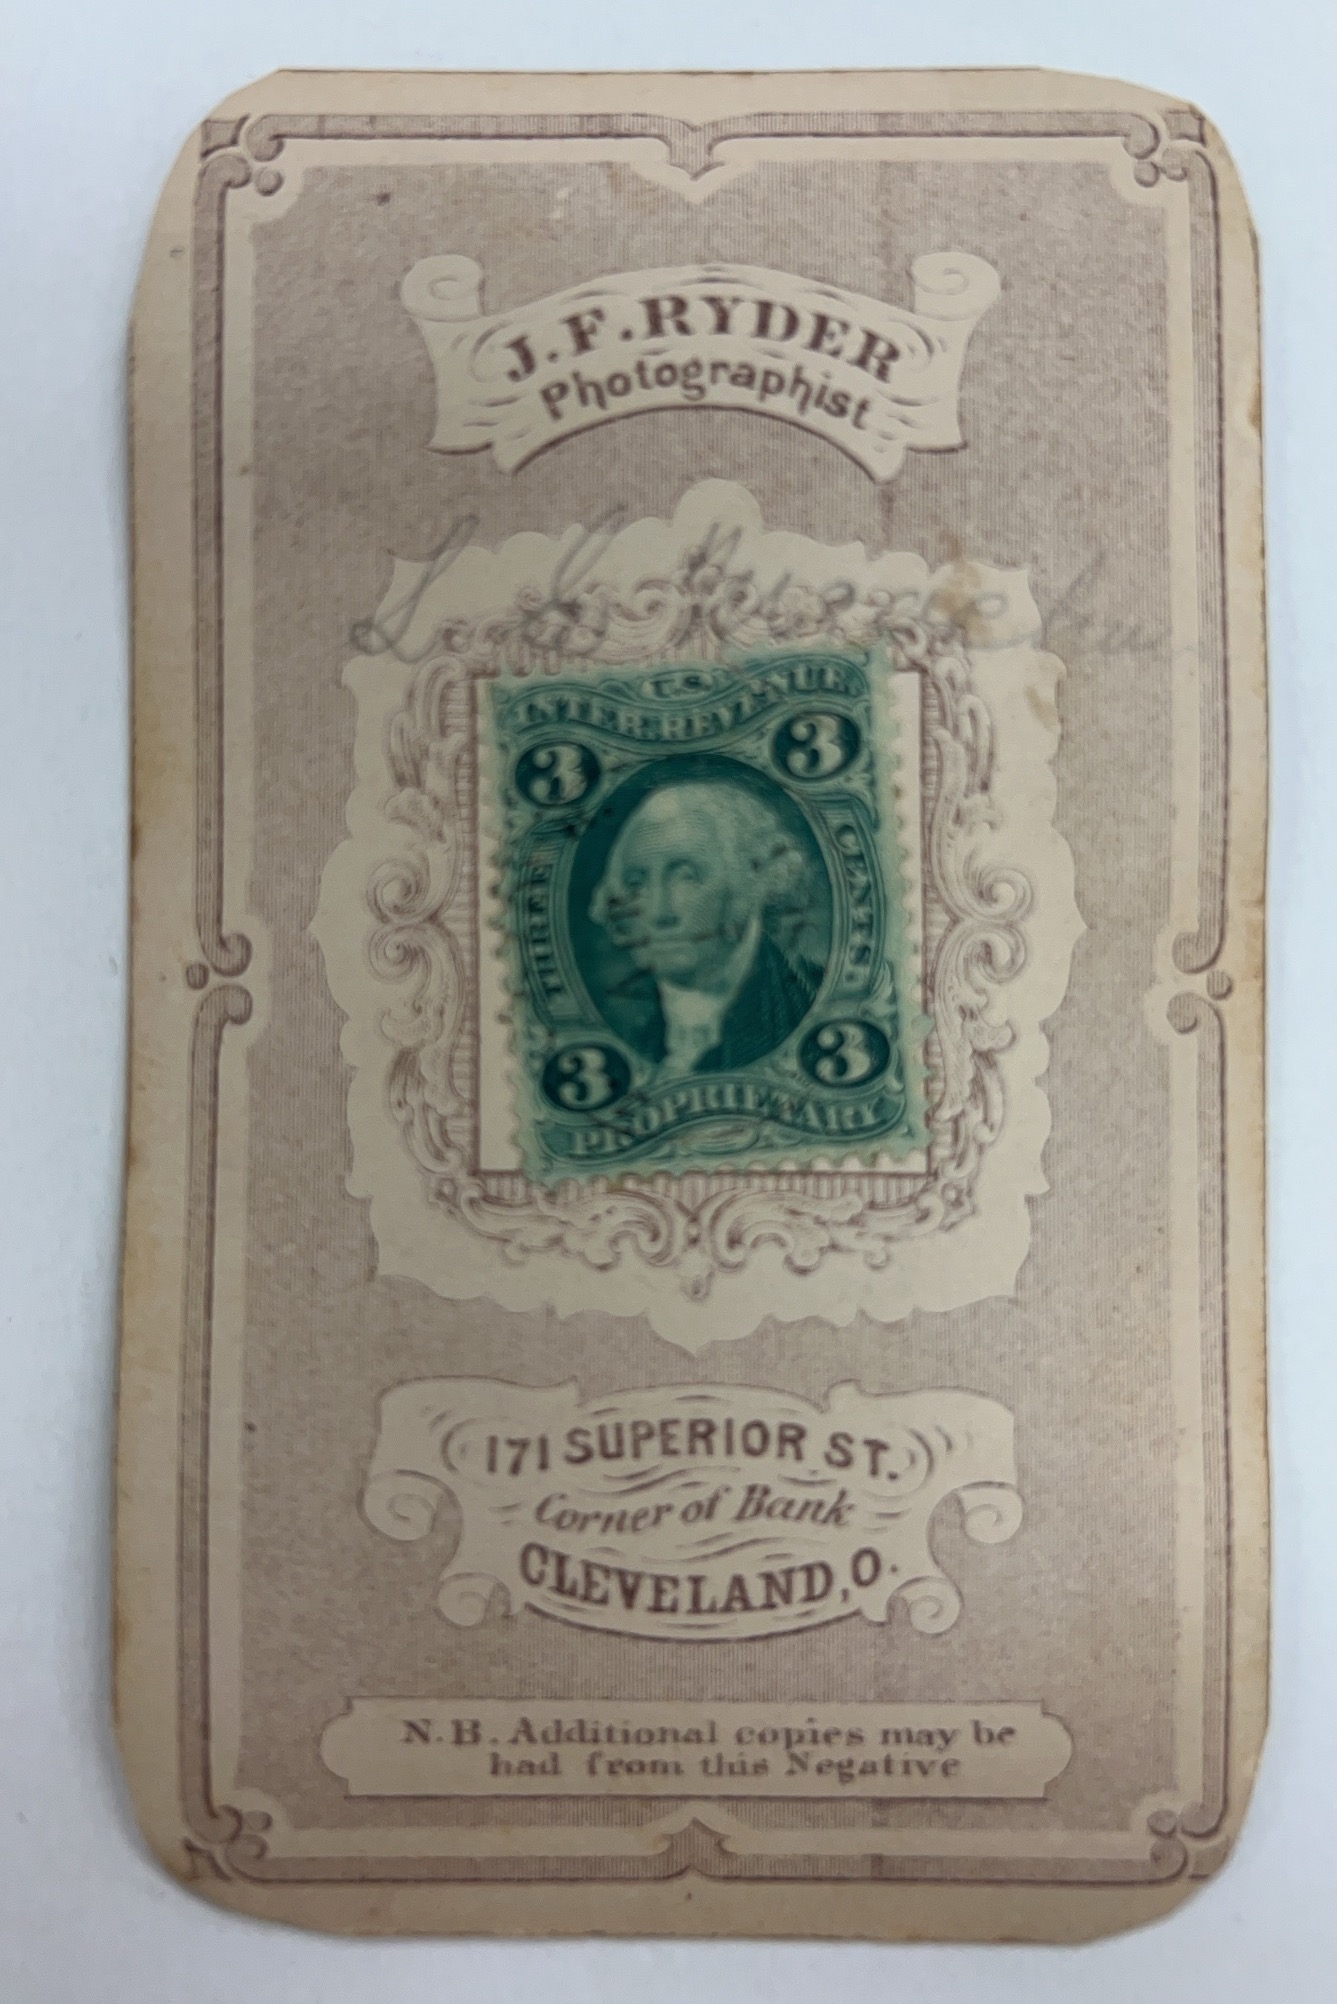 J. F. RYDER
Photographist
L
U.S.
INTER. REVENUE.
3 3
THREE CENTS.
3 3
PROPRIETARY
171 SUPERIOR ST.
Corner of Bank
CLEVELAND, O.
N.B. Additional copies may be
had from this Negative